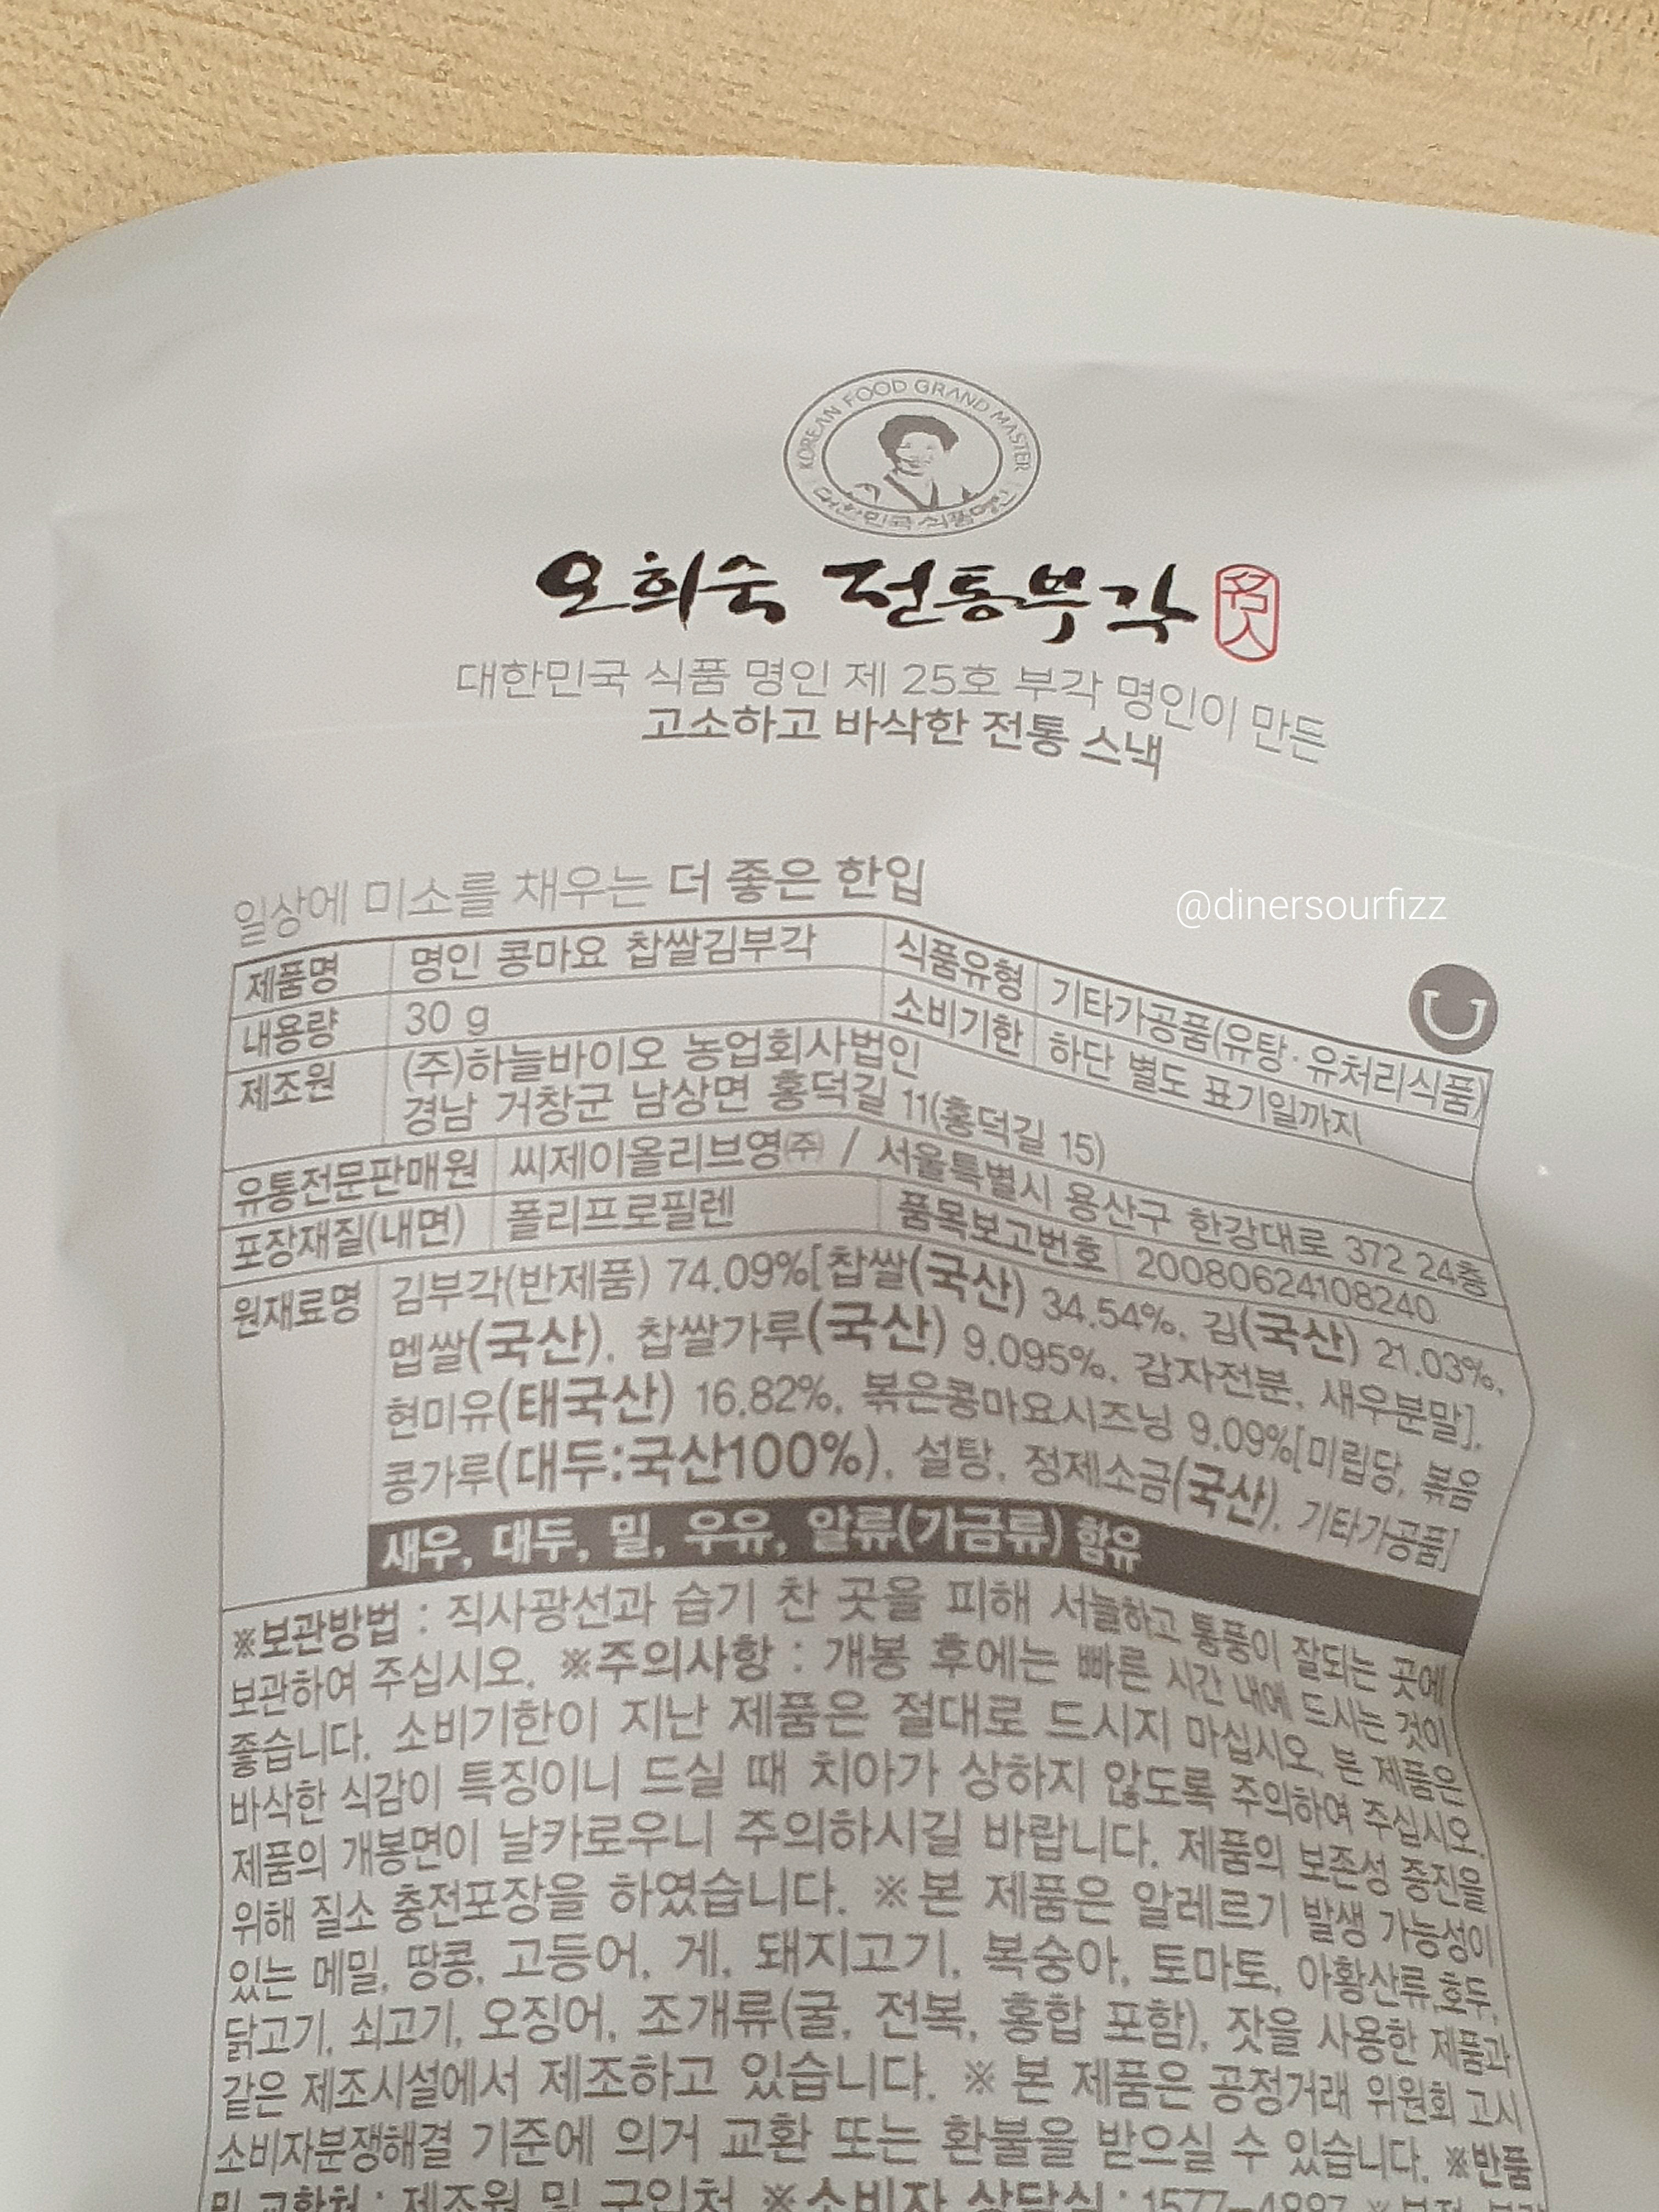 KOREAN FOOD GRAND MASTER
대한민국 식품명인
오희숙 전통부각 名人
대한민국 식품 명인 제 25호 부각 명인이 만든
고소하고 바삭한 전통 스낵
일상에 미소를 채우는 더 좋은 한입
@dinersourfizz
제품명 명인 콩마요 찹쌀김부각 식품유형 기타가공품(유탕·유처리식품)
내용량 30 g 소비기한 하단 별도 표기일까지
제조원 (주)하늘바이오 농업회사법인
경남 거창군 남상면 홍덕길 11(홍덕길 15)
유통전문판매원 씨제이올리브영㈜ / 서울특별시 용산구 한강대로 372 24층
포장재질(내면) 폴리프로필렌 품목보고번호 20080624108240
원재료명 김부각(반제품) 74.09%[찹쌀(국산) 34.54%, 김(국산) 21.03%,
멥쌀(국산), 찹쌀가루(국산) 9.095%, 감자전분, 새우분말],
현미유(태국산) 16.82%, 볶은콩마요시즈닝 9.09%[미립당, 볶음
콩가루(대두:국산100%), 설탕, 정제소금(국산), 기타가공품]
새우, 대두, 밀, 우유, 알류(가금류) 함유
※보관방법 : 직사광선과 습기 찬 곳을 피해 서늘하고 통풍이 잘되는 곳에
보관하여 주십시오. ※주의사항 : 개봉 후에는 빠른 시간 내에 드시는 것이
좋습니다. 소비기한이 지난 제품은 절대로 드시지 마십시오. 본 제품은
바삭한 식감이 특징이니 드실 때 치아가 상하지 않도록 주의하여 주십시오.
제품의 개봉면이 날카로우니 주의하시길 바랍니다. 제품의 보존성 증진을
위해 질소 충전포장을 하였습니다. ※본 제품은 알레르기 발생 가능성이
있는 메밀, 땅콩, 고등어, 게, 돼지고기, 복숭아, 토마토, 아황산류, 호두,
닭고기, 쇠고기, 오징어, 조개류(굴, 전복, 홍합 포함), 잣을 사용한 제품과
같은 제조시설에서 제조하고 있습니다. ※ 본 제품은 공정거래 위원회 고시
소비자분쟁해결 기준에 의거 교환 또는 환불을 받으실 수 있습니다. ※반품
및 교환처 : 제조원 및 구입처 ※소비자 상담실 : 1577-4887